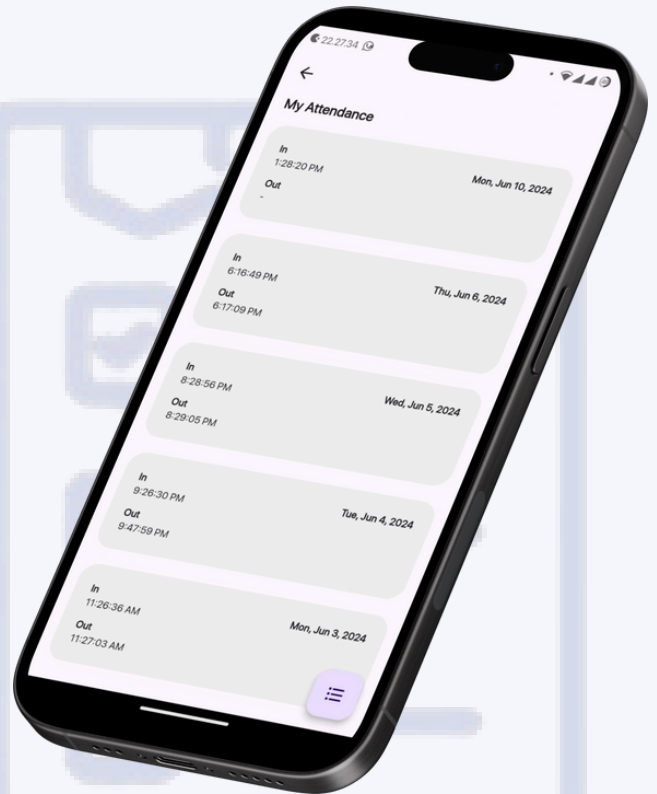 22.27.34
My Attendance
In
1:28:20 PM
Mon, Jun 10, 2024
Out
-
In
6:16:49 PM
Thu, Jun 6, 2024
Out
6:17:09 PM
In
8:28:56 PM
Wed, Jun 5, 2024
Out
8:29:05 PM
In
9:26:30 PM
Tue, Jun 4, 2024
Out
9:47:59 PM
In
11:26:36 AM
Mon, Jun 3, 2024
Out
11:27:03 AM